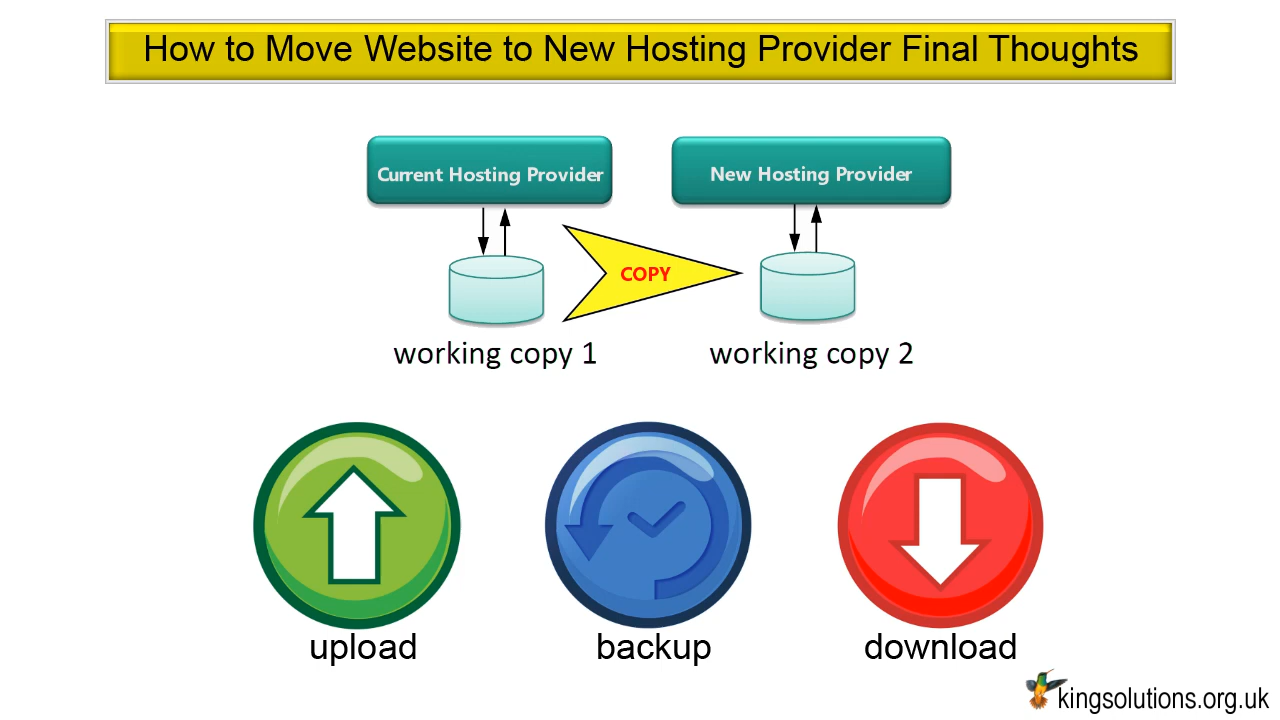 How to Move Website to New Hosting Provider Final Thoughts
Current Hosting Provider
New Hosting Provider
COPY
working copy 1
working copy 2
upload
backup
download
kingsolutions.org.uk